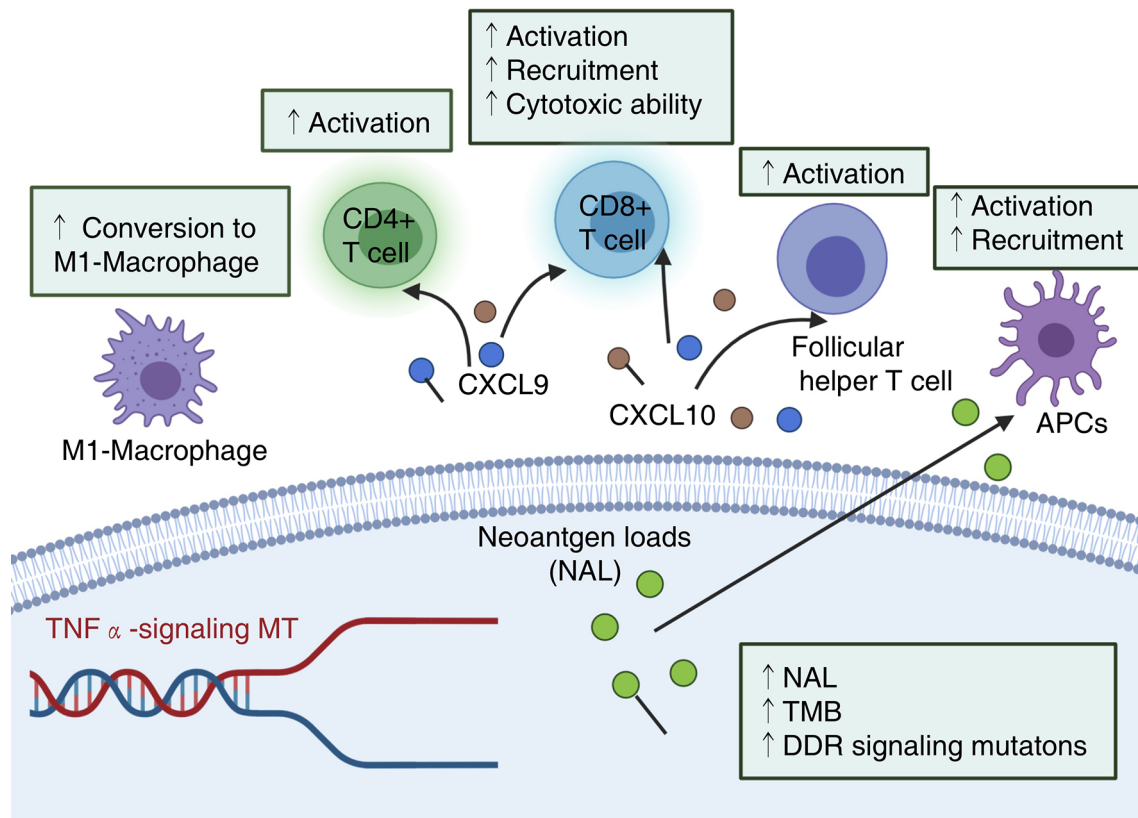 ↑ Activation
↑ Recruitment
↑ Cytotoxic ability
↑ Activation
↑ Activation
↑ Conversion to
M1-Macrophage
↑ Activation
↑ Recruitment
CD4+
T cell
CD8+
T cell
Follicular
helper T cell
CXCL9
CXCL10
APCs
M1-Macrophage
Neoantgen loads
(NAL)
TNF α -signaling MT
↑ NAL
↑ TMB
↑ DDR signaling mutatons